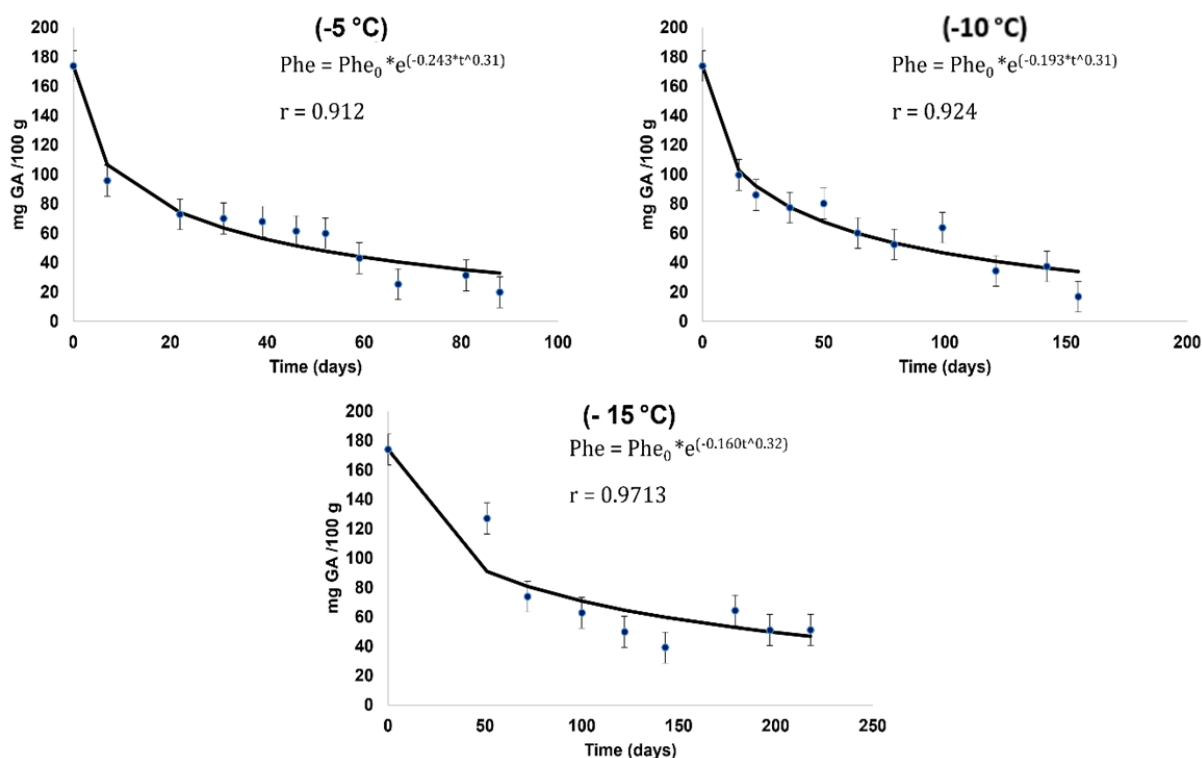 (-5 °C)
Phe = Phe₀ *e^(-0.243*t^0.31)
r = 0.912
mg GA /100 g
200
180
160
140
120
100
80
60
40
20
0
0 20 40 60 80 100
Time (days)
(-10 °C)
Phe = Phe₀ *e^(-0.193*t^0.31)
r = 0.924
mg GA /100 g
200
180
160
140
120
100
80
60
40
20
0
0 50 100 150 200
Time (days)
(- 15 °C)
Phe = Phe₀ *e^(-0.160t^0.32)
r = 0.9713
mg GA /100 g
200
180
160
140
120
100
80
60
40
20
0
0 50 100 150 200 250
Time (days)